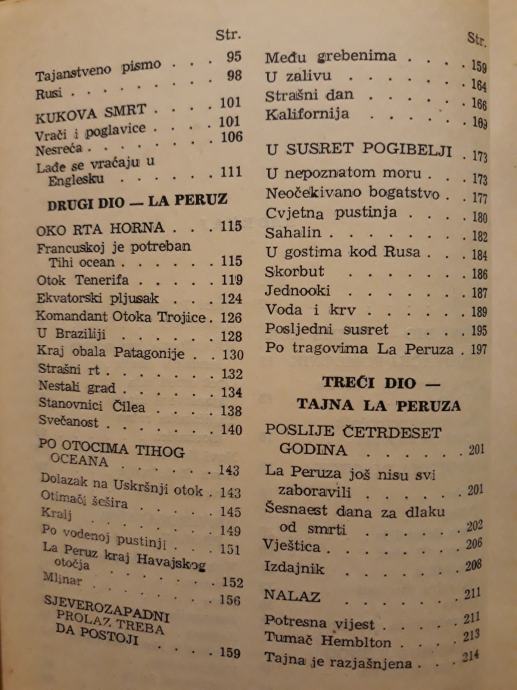 Str.
Tajanstveno pismo . . . 95
Rusi . . . . . . . . 98
KUKOVA SMRT . . . . 101
Vrači i poglavice . . . . 101
Nesreća . . . . . . . 106
Lađe se vraćaju u
Englesku . . . . . . 111
DRUGI DIO — LA PERUZ
OKO RTA HORNA . . . 115
Francuskoj je potreban
Tihi ocean . . . . . . 115
Otok Tenerifa . . . . . 119
Ekvatorski pljusak . . . . 124
Komandant Otoka Trojice . 126
U Braziliji . . . . . . 128
Kraj obala Patagonije . . . 130
Strašni rt . . . . . . 132
Nestali grad . . . . . . 134
Stanovnici Čilea . . . . 138
Svečanost . . . . . . 140
PO OTOCIMA TIHOG
OCEANA . . . . . . 143
Dolazak na Uskršnji otok . 143
Otimači šešira . . . . . 145
Kralj . . . . . . . . 149
Po vodenoj pustinji . . . . 151
La Peruz kraj Havajskog
otočja . . . . . . . 152
Mlinar . . . . . . . . 156
SJEVEROZAPADNI
PROLAZ TREBA
DA POSTOJI . . . . . 159
Str.
Među grebenima . . . . 159
U zalivu . . . . . . . 164
Strašni dan . . . . . . 166
Kalifornija . . . . . . 169
U SUSRET POGIBELJI . 173
U nepoznatom moru . . . 173
Neočekivano bogatstvo . . 177
Cvjetna pustinja . . . . 180
Sahalin . . . . . . . 182
U gostima kod Rusa . . . 184
Skorbut . . . . . . . 186
Jednooki . . . . . . . 187
Voda i krv . . . . . . 189
Posljedni susret . . . . 195
Po tragovima La Peruza . 197
TREĆI DIO —
TAJNA LA PERUZA
POSLIJE ČETRDESET
GODINA . . . . . . 201
La Peruza još nisu svi
zaboravili . . . . . . 201
Šesnaest dana za dlaku
od smrti . . . . . . 202
Vještica . . . . . . . 206
Izdajnik . . . . . . . 208
NALAZ . . . . . . . 211
Potresna vijest . . . . . 211
Tumač Hemblton . . . . 213
Tajna je razjašnjena . . . 214